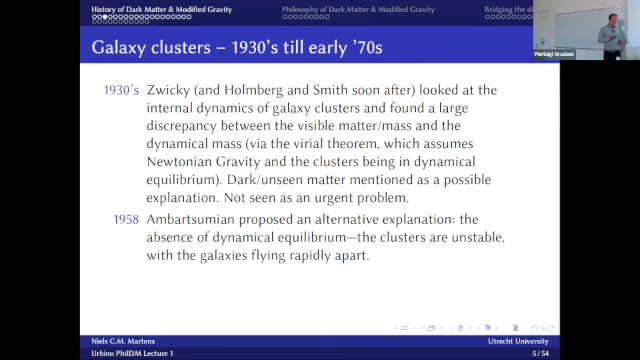 History of Dark Matter & Modified Gravity
Philosophy of Dark Matter & Modified Gravity
Bridging the di
Pierluigi Graziani
Galaxy clusters – 1930's till early '70s
1930's Zwicky (and Holmberg and Smith soon after) looked at the
internal dynamics of galaxy clusters and found a large
discrepancy between the visible matter/mass and the
dynamical mass (via the virial theorem, which assumes
Newtonian Gravity and the clusters being in dynamical
equilibrium). Dark/unseen matter mentioned as a possible
explanation. Not seen as an urgent problem.
1958 Ambartsumian proposed an alternative explanation: the
absence of dynamical equilibrium—the clusters are unstable,
with the galaxies flying rapidly apart.
Niels C.M. Martens
Utrecht University
Urbino PhilDM Lecture 1
5 / 54